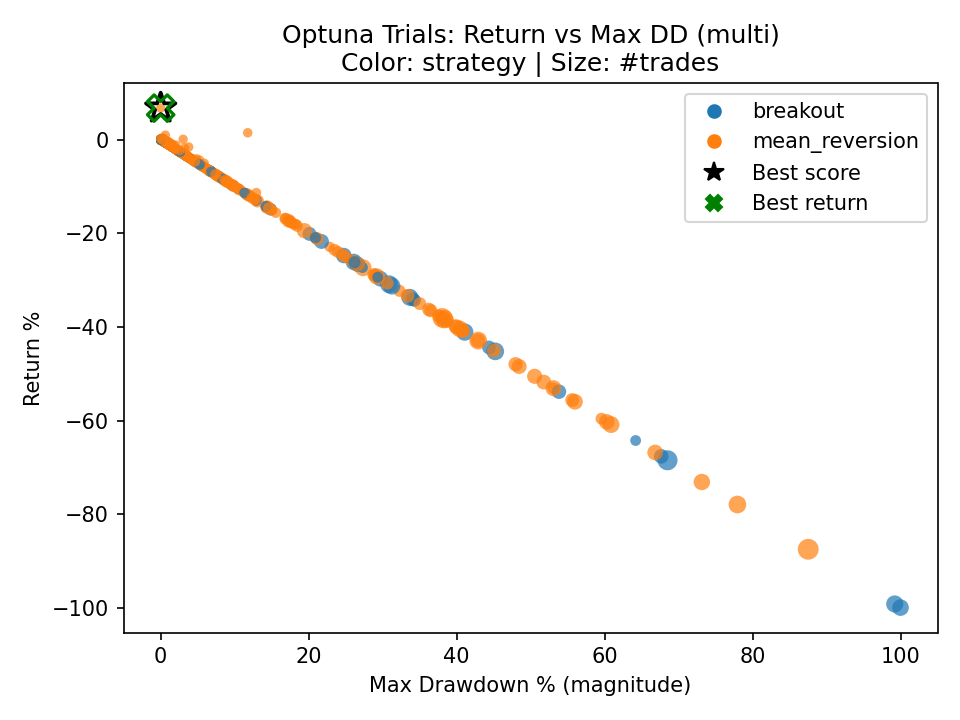 Optuna Trials: Return vs Max DD (multi)
Color: strategy | Size: #trades
breakout
mean_reversion
Best score
Best return
0
−20
−40
−60
−80
−100
Return %
0
20
40
60
80
100
Max Drawdown % (magnitude)